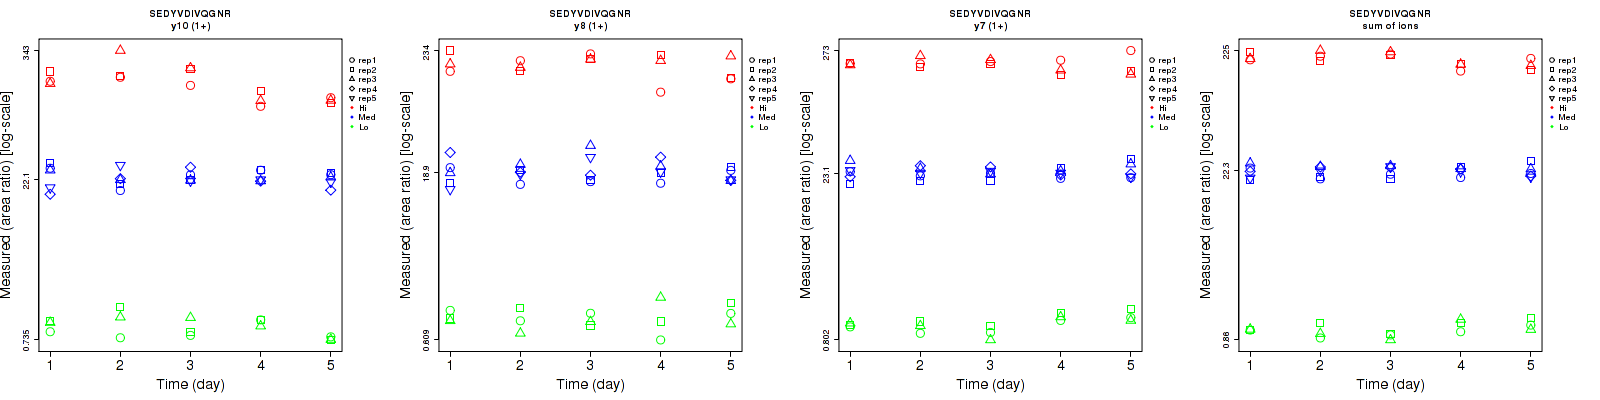 SEDYVDIVQGNR
y10 (1+)
Measured (area ratio) [log-scale]
343
22.1
0.735
1 2 3 4 5
Time (day)
rep1
rep2
rep3
rep4
rep5
Hi
Med
Lo
SEDYVDIVQGNR
y8 (1+)
Measured (area ratio) [log-scale]
234
18.9
0.609
1 2 3 4 5
Time (day)
rep1
rep2
rep3
rep4
rep5
Hi
Med
Lo
SEDYVDIVQGNR
y7 (1+)
Measured (area ratio) [log-scale]
273
23.1
0.802
1 2 3 4 5
Time (day)
rep1
rep2
rep3
rep4
rep5
Hi
Med
Lo
SEDYVDIVQGNR
sum of ions
Measured (area ratio) [log-scale]
225
22.3
0.86
1 2 3 4 5
Time (day)
rep1
rep2
rep3
rep4
rep5
Hi
Med
Lo